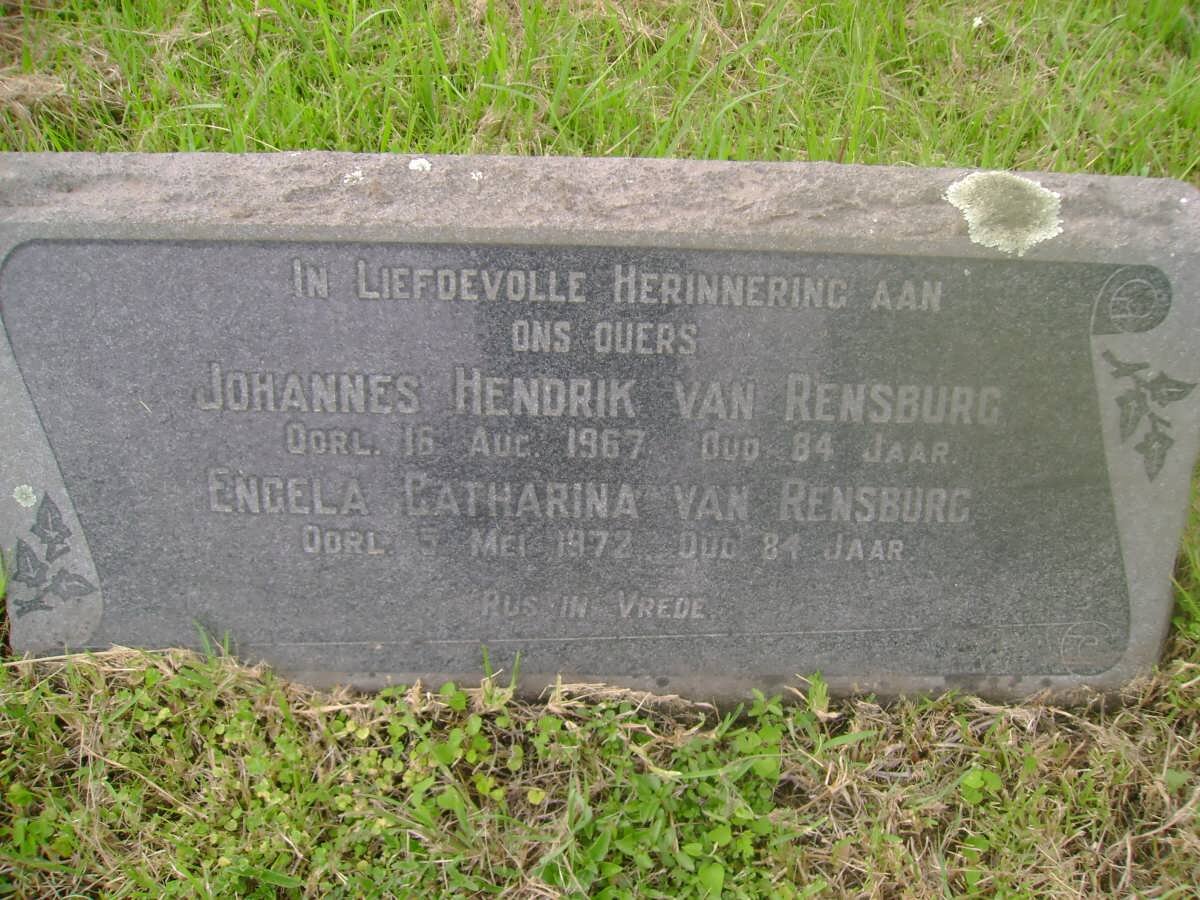 In Liefdevolle Herinnering aan
ons ouers
Johannes Hendrik van Rensburg
Oorl. 16 Aug. 1967 Oud 84 Jaar.
Engela Catharina van Rensburg
Oorl. 5 Mei 1972 Oud 84 Jaar
Rus in Vrede